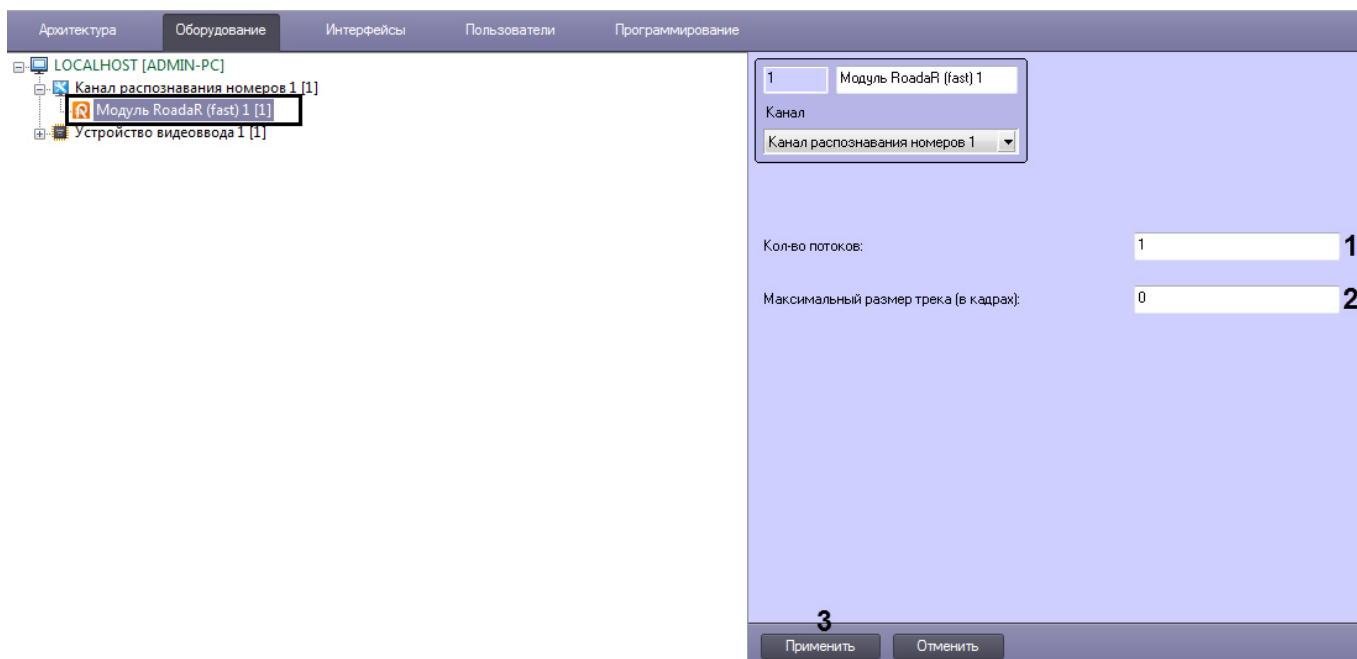 Архитектура Оборудование Интерфейсы Пользователи Программирование
LOCALHOST [ADMIN-PC]
Канал распознавания номеров 1 [1]
Модуль RoadaR (fast) 1 [1]
Устройство видеоввода 1 [1]
1 Модуль RoadaR (fast) 1
Канал
Канал распознавания номеров 1
Кол-во потоков: 1 1
Максимальный размер трека (в кадрах): 0 2
3
Применить Отменить